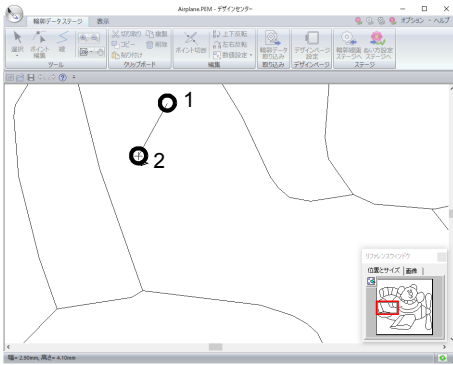 Airplane.PEM - デザインセンター
輪郭データステージ 表示 オプション ヘルプ
選択 ポイント編集 線
ツール
切り取り 複製
コピー 削除
貼り付け
クリップボード
ポイント切替
上下反転
左右反転
数値設定
編集
輪郭データ取り込み
取り込み
デザインページ設定
デザインページ
輪郭線画ステージへ ぬい方設定ステージへ
ステージ
1
2
リファレンスウィンドウ
位置とサイズ 画像
幅= 2.90mm, 高さ= 4.10mm